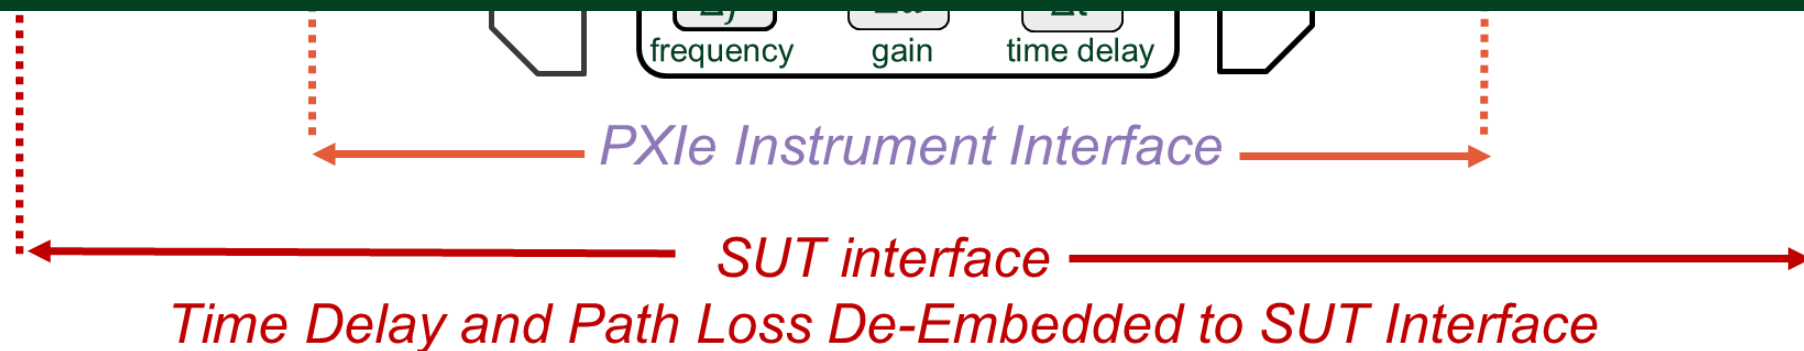 frequency gain time delay
PXIe Instrument Interface
SUT interface
Time Delay and Path Loss De-Embedded to SUT Interface